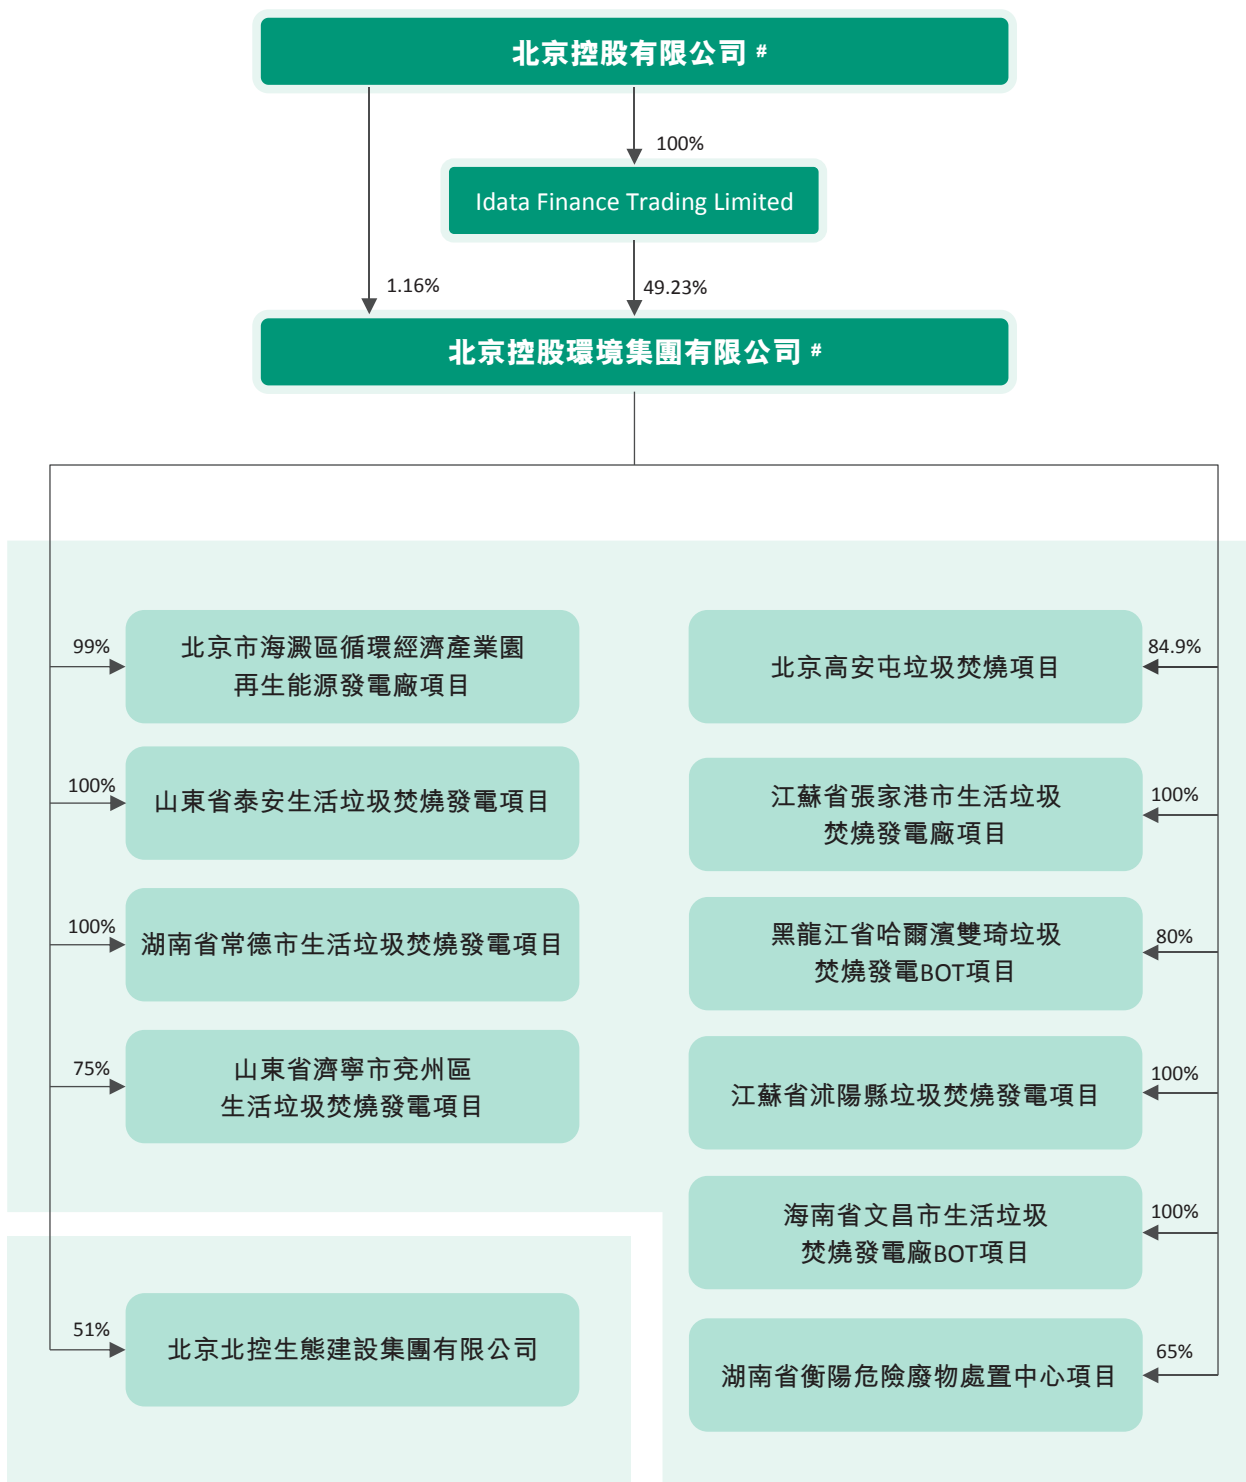 北京控股有限公司 #
100%
Idata Finance Trading Limited
1.16%
49.23%
北京控股環境集團有限公司 #
99%
北京市海澱區循環經濟產業園
再生能源發電廠項目
100%
山東省泰安生活垃圾焚燒發電項目
100%
湖南省常德市生活垃圾焚燒發電項目
75%
山東省濟寧市兗州區
生活垃圾焚燒發電項目
51%
北京北控生態建設集團有限公司
北京高安屯垃圾焚燒項目
84.9%
江蘇省張家港市生活垃圾
焚燒發電廠項目
100%
黑龍江省哈爾濱雙琦垃圾
焚燒發電BOT項目
80%
江蘇省沭陽縣垃圾焚燒發電項目
100%
海南省文昌市生活垃圾
焚燒發電廠BOT項目
100%
湖南省衡陽危險廢物處置中心項目
65%